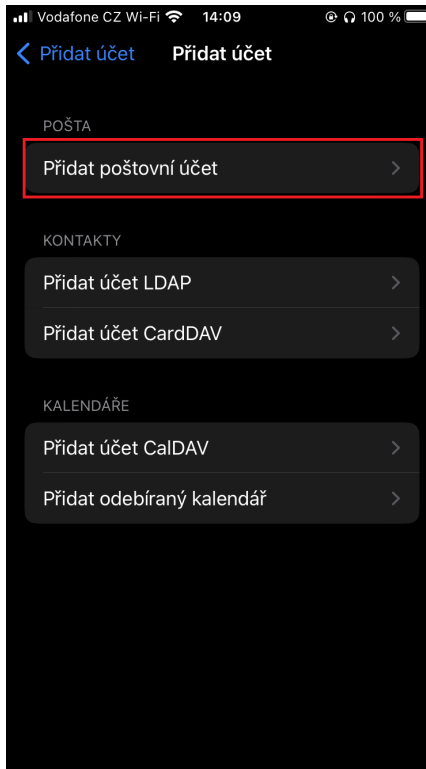 Vodafone CZ Wi-Fi 14:09 100 %
Přidat účet Přidat účet
POŠTA
Přidat poštovní účet
KONTAKTY
Přidat účet LDAP
Přidat účet CardDAV
KALENDÁŘE
Přidat účet CalDAV
Přidat odebíraný kalendář